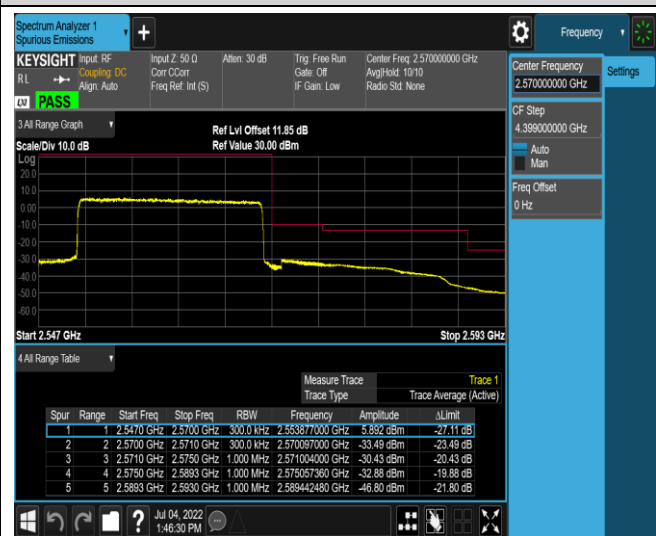 Spectrum Analyzer 1
Spurious Emissions
Frequency
KEYSIGHT
RL
Input: RF
Coupling: DC
Align: Auto
Input Z: 50 Ω
Corr CCorr
Freq Ref: Int (S)
Atten: 30 dB
Trig: Free Run
Gate: Off
IF Gain: Low
Center Freq: 2.570000000 GHz
Avg|Hold: 10/10
Radio Std: None
LXI PASS
Center Frequency
2.570000000 GHz
Settings
CF Step
4.399000000 GHz
Auto
Man
Freq Offset
0 Hz
3 All Range Graph
Scale/Div 10.0 dB
Ref Lvl Offset 11.85 dB
Ref Value 30.00 dBm
Log
20.0
10.0
0.00
-10.0
-20.0
-30.0
-40.0
-50.0
-60.0
Start 2.547 GHz
Stop 2.593 GHz
4 All Range Table
Measure Trace Trace 1
Trace Type Trace Average (Active)
Spur Range Start Freq Stop Freq RBW Frequency Amplitude ΔLimit
1 1 2.5470 GHz 2.5700 GHz 300.0 kHz 2.553877000 GHz 5.892 dBm -27.11 dB
2 2 2.5700 GHz 2.5710 GHz 300.0 kHz 2.570097000 GHz -33.49 dBm -23.49 dB
3 3 2.5710 GHz 2.5750 GHz 1.000 MHz 2.571004000 GHz -30.43 dBm -20.43 dB
4 4 2.5750 GHz 2.5893 GHz 1.000 MHz 2.575057360 GHz -32.88 dBm -19.88 dB
5 5 2.5893 GHz 2.5930 GHz 1.000 MHz 2.589442480 GHz -46.80 dBm -21.80 dB
Jul 04, 2022
1:46:30 PM